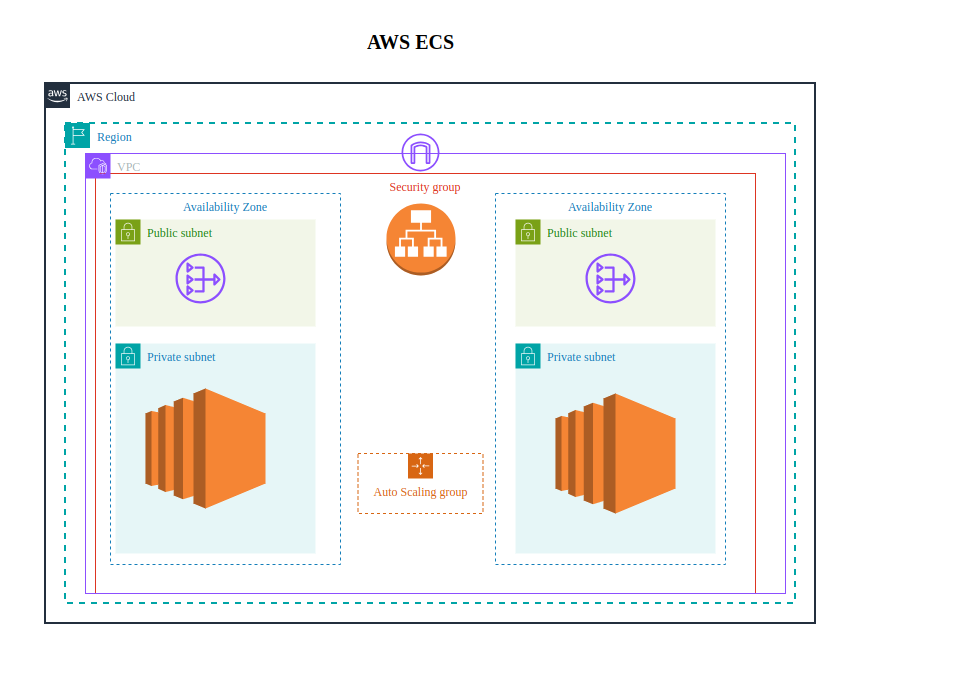 AWS ECS
aws
AWS Cloud
Region
VPC
Security group
Availability Zone
Availability Zone
Public subnet
Public subnet
Private subnet
Private subnet
Auto Scaling group